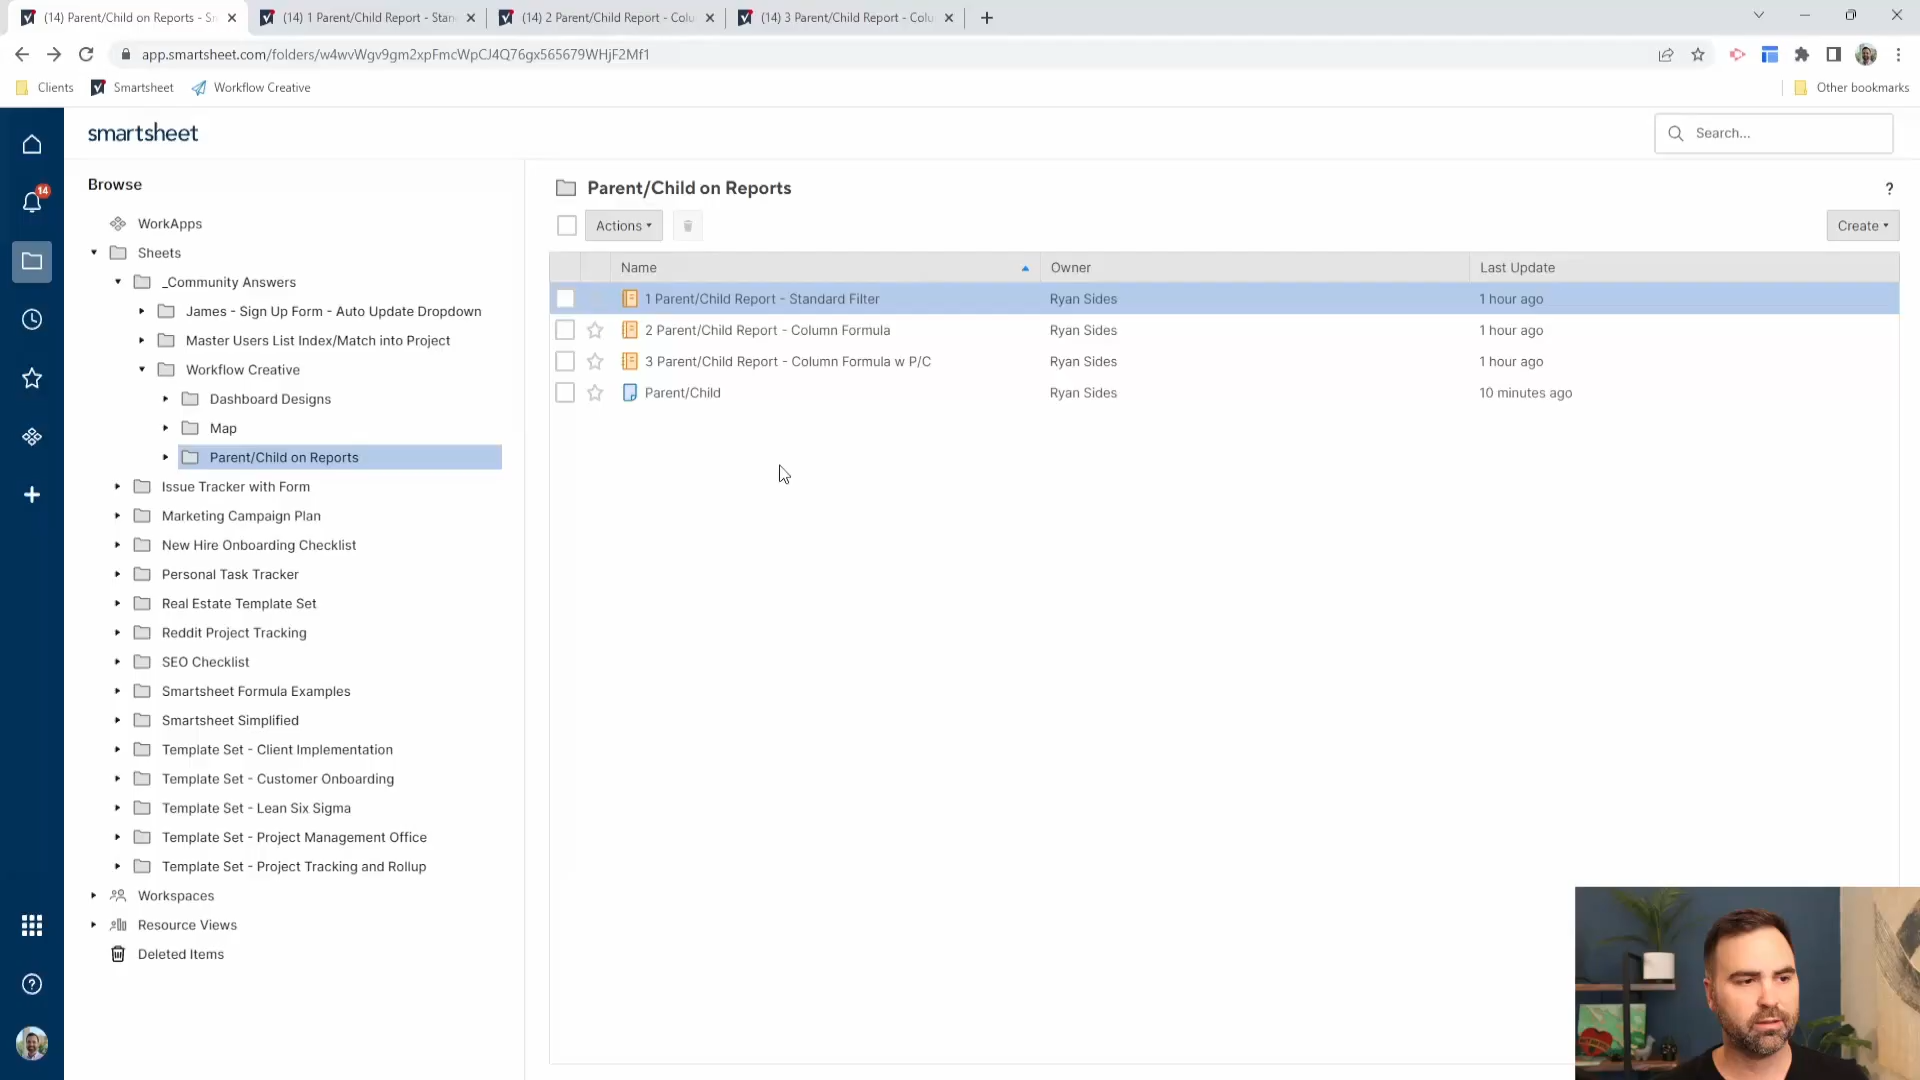 (14) Parent/Child on Reports - Sm
(14) 1 Parent/Child Report - Stan
(14) 2 Parent/Child Report - Colu
(14) 3 Parent/Child Report - Colu
app.smartsheet.com/folders/w4wvWgv9gm2xpFmcWpCJ4Q76gx565679WHjF2Mf1
Clients
Smartsheet
Workflow Creative
Other bookmarks
smartsheet
Search...
14
Browse
WorkApps
Sheets
_Community Answers
James - Sign Up Form - Auto Update Dropdown
Master Users List Index/Match into Project
Workflow Creative
Dashboard Designs
Map
Parent/Child on Reports
Issue Tracker with Form
Marketing Campaign Plan
New Hire Onboarding Checklist
Personal Task Tracker
Real Estate Template Set
Reddit Project Tracking
SEO Checklist
Smartsheet Formula Examples
Smartsheet Simplified
Template Set - Client Implementation
Template Set - Customer Onboarding
Template Set - Lean Six Sigma
Template Set - Project Management Office
Template Set - Project Tracking and Rollup
Workspaces
Resource Views
Deleted Items
Parent/Child on Reports
?
Actions
Create
Name Owner Last Update
1 Parent/Child Report - Standard Filter Ryan Sides 1 hour ago
2 Parent/Child Report - Column Formula Ryan Sides 1 hour ago
3 Parent/Child Report - Column Formula w P/C Ryan Sides 1 hour ago
Parent/Child Ryan Sides 10 minutes ago